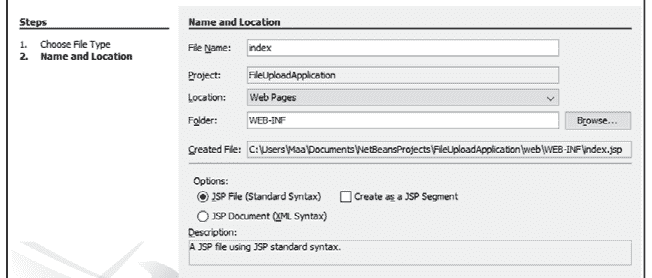 Steps
1. Choose File Type
2. Name and Location
Name and Location
File Name: index
Project: FileUploadApplication
Location: Web Pages
Folder: WEB-INF Browse...
Created File: C:\Users\Maa\Documents\NetBeansProjects\FileUploadApplication\web\WEB-INF\index.jsp
Options:
JSP File (Standard Syntax) Create as a JSP Segment
JSP Document (XML Syntax)
Description:
A JSP file using JSP standard syntax.